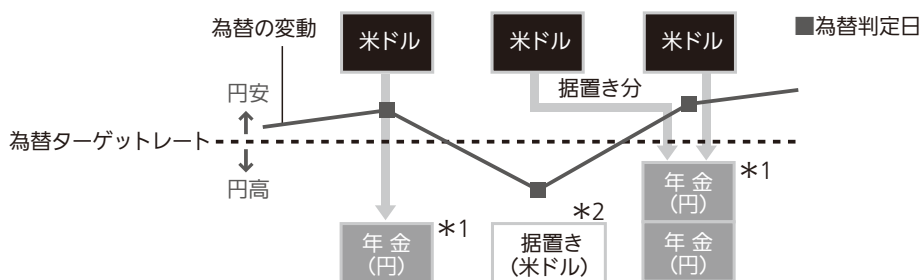 為替の変動
米ドル
米ドル
米ドル
■為替判定日
円安
据置き分
為替ターゲットレート
円高
年 金
(円)
＊1
年 金
(円)
＊1
＊2
据置き
(米ドル)
年 金
(円)